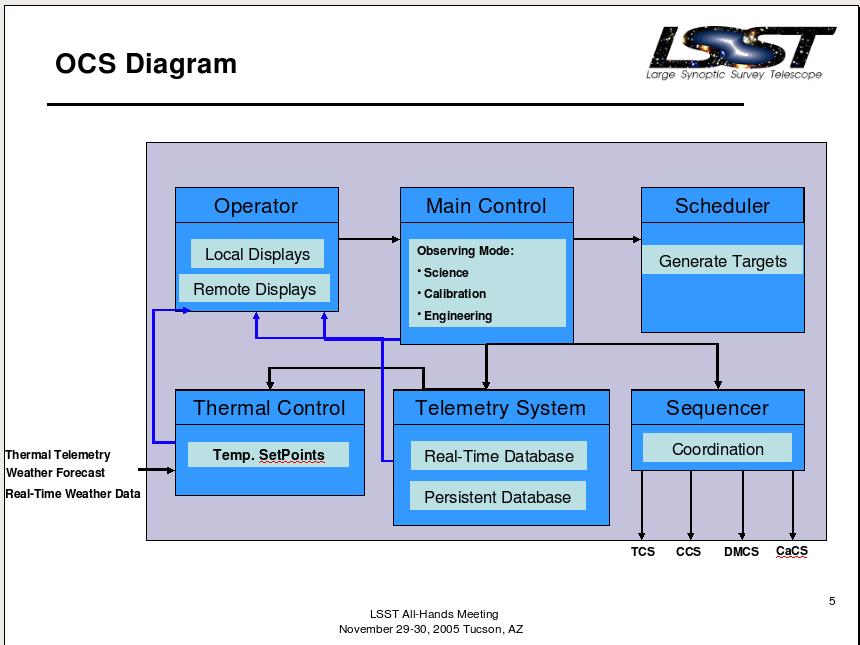 OCS Diagram
LSST
Large Synoptic Survey Telescope
Operator
Local Displays
Remote Displays
Main Control
Observing Mode:
• Science
• Calibration
• Engineering
Scheduler
Generate Targets
Thermal Control
Temp. SetPoints
Telemetry System
Real-Time Database
Persistent Database
Sequencer
Coordination
Thermal Telemetry
Weather Forecast
Real-Time Weather Data
TCS CCS DMCS CaCS
5
LSST All-Hands Meeting
November 29-30, 2005 Tucson, AZ